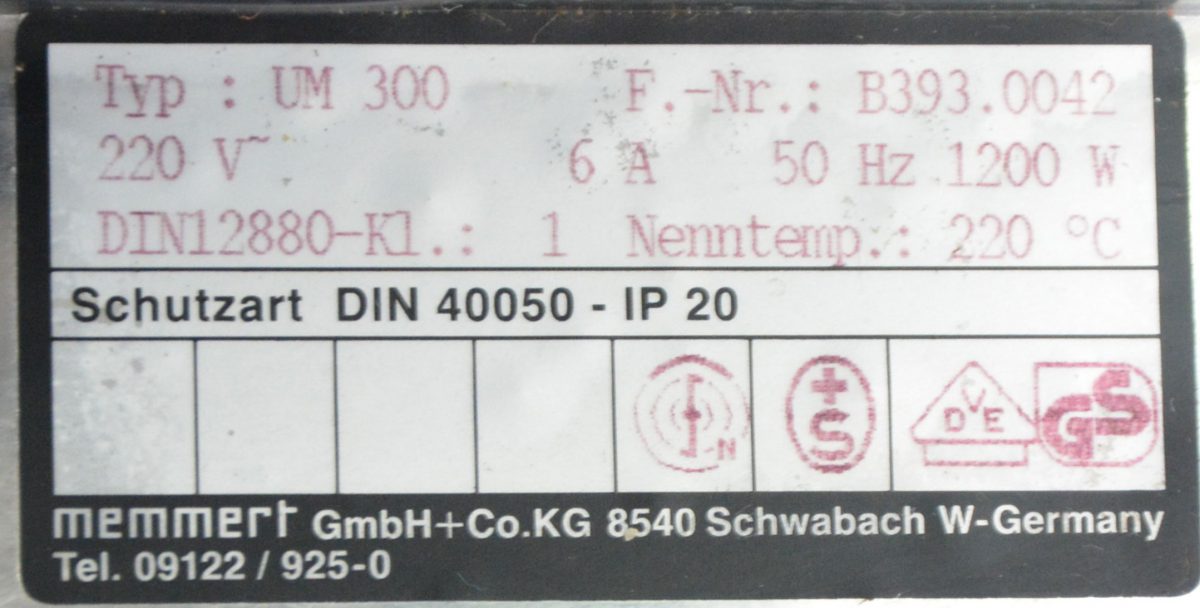 Typ : UM 300 F.-Nr.: B393.0042
220 V~ 6 A 50 Hz 1200 W
DIN12880-Kl.: 1 Nenntemp.: 220 °C
Schutzart DIN 40050 - IP 20
N +S DVE GS
memmert GmbH+Co.KG 8540 Schwabach W-Germany
Tel. 09122 / 925-0